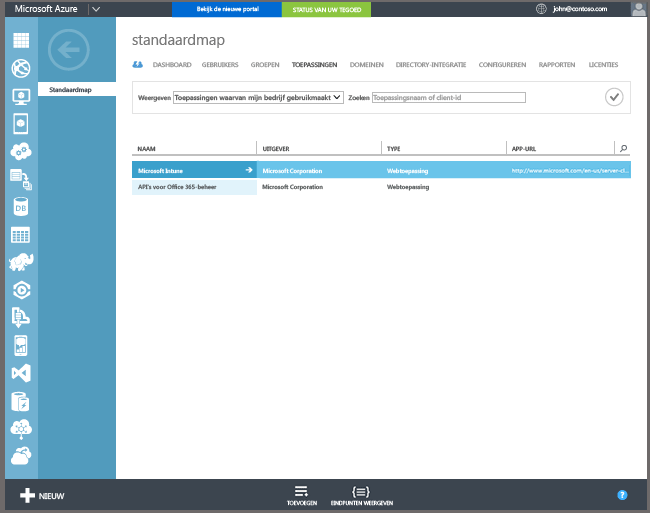 Microsoft Azure
Bekijk de nieuwe portal
STATUS VAN UW TEGOED
john@contoso.com
standaardmap
DASHBOARD GEBRUIKERS GROEPEN TOEPASSINGEN DOMEINEN DIRECTORY-INTEGRATIE CONFIGUREREN RAPPORTEN LICENTIES
Standaardmap
Weergeven Toepassingen waarvan mijn bedrijf gebruikmaakt Zoeken Toepassingsnaam of client-id
NAAM UITGEVER TYPE APP-URL
Microsoft Intune Microsoft Corporation Webtoepassing http://www.microsoft.com/en-us/server-cl...
API's voor Office 365-beheer Microsoft Corporation Webtoepassing
DB
NIEUW
TOEVOEGEN
EINDPUNTEN WEERGEVEN
?